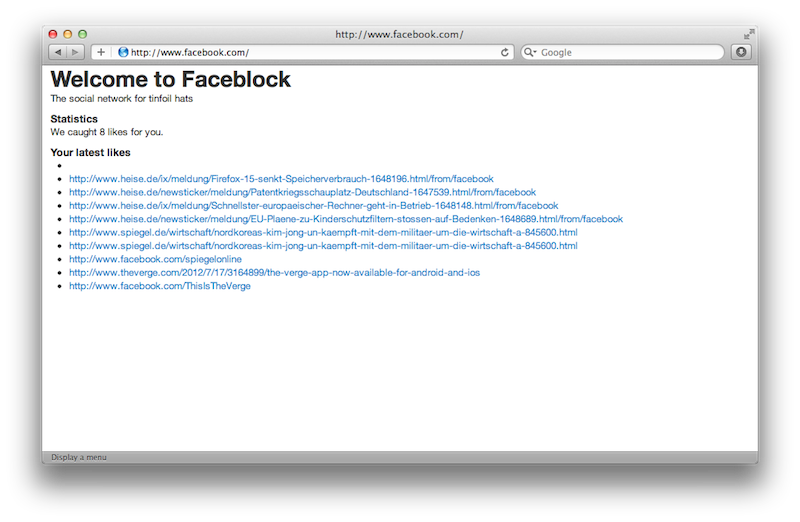 http://www.facebook.com/
http://www.facebook.com/
Google
Welcome to Faceblock
The social network for tinfoil hats
Statistics
We caught 8 likes for you.
Your latest likes
http://www.heise.de/ix/meldung/Firefox-15-senkt-Speicherverbrauch-1648196.html/from/facebook
http://www.heise.de/newsticker/meldung/Patentkriegsschauplatz-Deutschland-1647539.html/from/facebook
http://www.heise.de/ix/meldung/Schnellster-europaeischer-Rechner-geht-in-Betrieb-1648148.html/from/facebook
http://www.heise.de/newsticker/meldung/EU-Plaene-zu-Kinderschutzfiltern-stossen-auf-Bedenken-1648689.html/from/facebook
http://www.spiegel.de/wirtschaft/nordkoreas-kim-jong-un-kaempft-mit-dem-militaer-um-die-wirtschaft-a-845600.html
http://www.spiegel.de/wirtschaft/nordkoreas-kim-jong-un-kaempft-mit-dem-militaer-um-die-wirtschaft-a-845600.html
http://www.facebook.com/spiegelonline
http://www.theverge.com/2012/7/17/3164899/the-verge-app-now-available-for-android-and-ios
http://www.facebook.com/ThisIsTheVerge
Display a menu